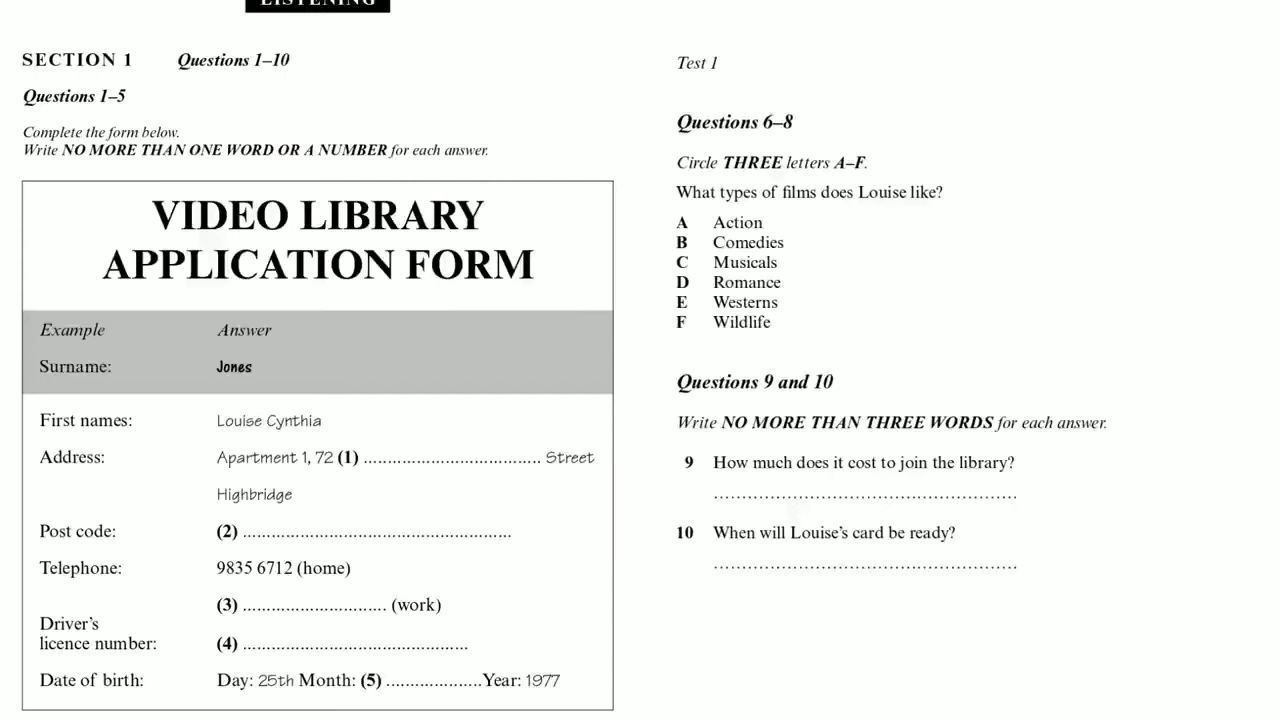 LISTENING
SECTION 1 Questions 1–10
Questions 1–5
Complete the form below.
Write NO MORE THAN ONE WORD OR A NUMBER for each answer.
VIDEO LIBRARY
APPLICATION FORM
Example Answer
Surname: Jones
First names: Louise Cynthia
Address: Apartment 1, 72 (1) ..................................... Street
Highbridge
Post code: (2) ........................................................
Telephone: 9835 6712 (home)
(3) .............................. (work)
Driver's
licence number: (4) ...............................................
Date of birth: Day: 25th Month: (5) ....................Year: 1977
Test 1
Questions 6–8
Circle THREE letters A–F.
What types of films does Louise like?
A Action
B Comedies
C Musicals
D Romance
E Westerns
F Wildlife
Questions 9 and 10
Write NO MORE THAN THREE WORDS for each answer.
9 How much does it cost to join the library?
......................................................
10 When will Louise's card be ready?
......................................................